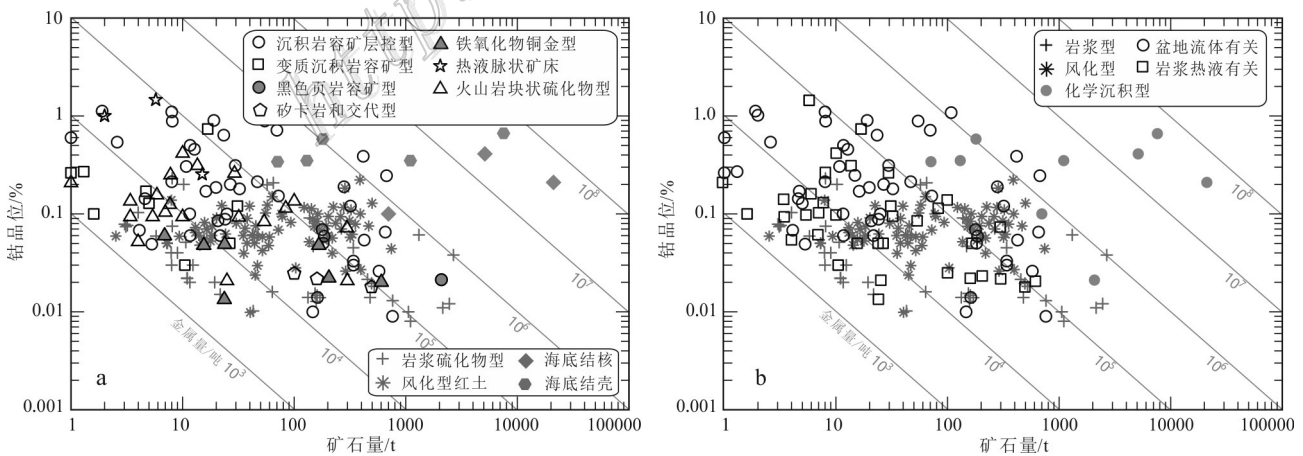 10
1.0
0.1
0.01
0.001
钴品位/%
沉积岩容矿层控型
变质沉积岩容矿型
黑色页岩容矿型
矽卡岩和交代型
铁氧化物铜金型
热液脉状矿床
火山岩块状硫化物型
岩浆硫化物型
风化型红土
海底结核
海底结壳
金属量/吨
10³
10⁴
10⁵
10⁶
10⁷
10⁸
a
1
10
100
1000
10000
100000
矿石量/t
10
1.0
0.1
0.01
0.001
钴品位/%
岩浆型
风化型
盆地流体有关
岩浆热液有关
化学沉积型
金属量/吨
10³
10⁴
10⁵
10⁶
10⁷
10⁸
b
1
10
100
1000
10000
100000
矿石量/t
http